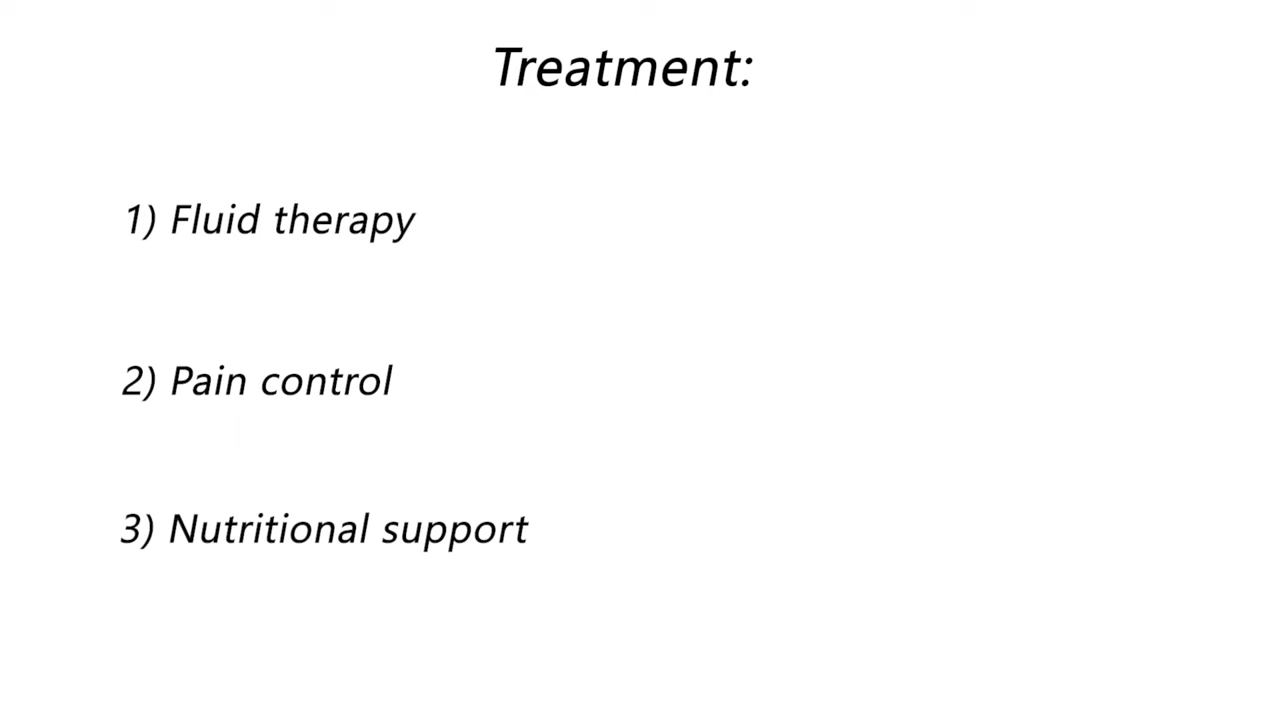 Treatment:
1) Fluid therapy
2) Pain control
3) Nutritional support